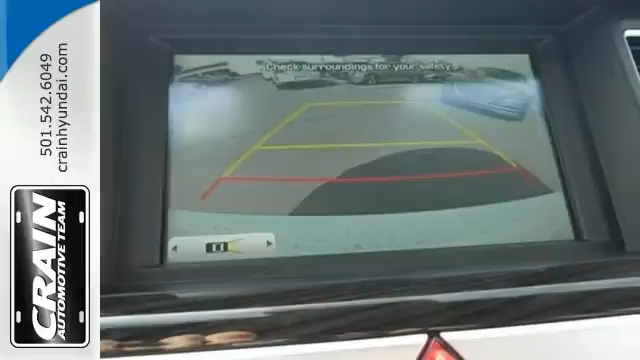 501.542.6049
crainhyundai.com
CRAIN
AUTOMOTIVE TEAM
Check surroundings for your safety